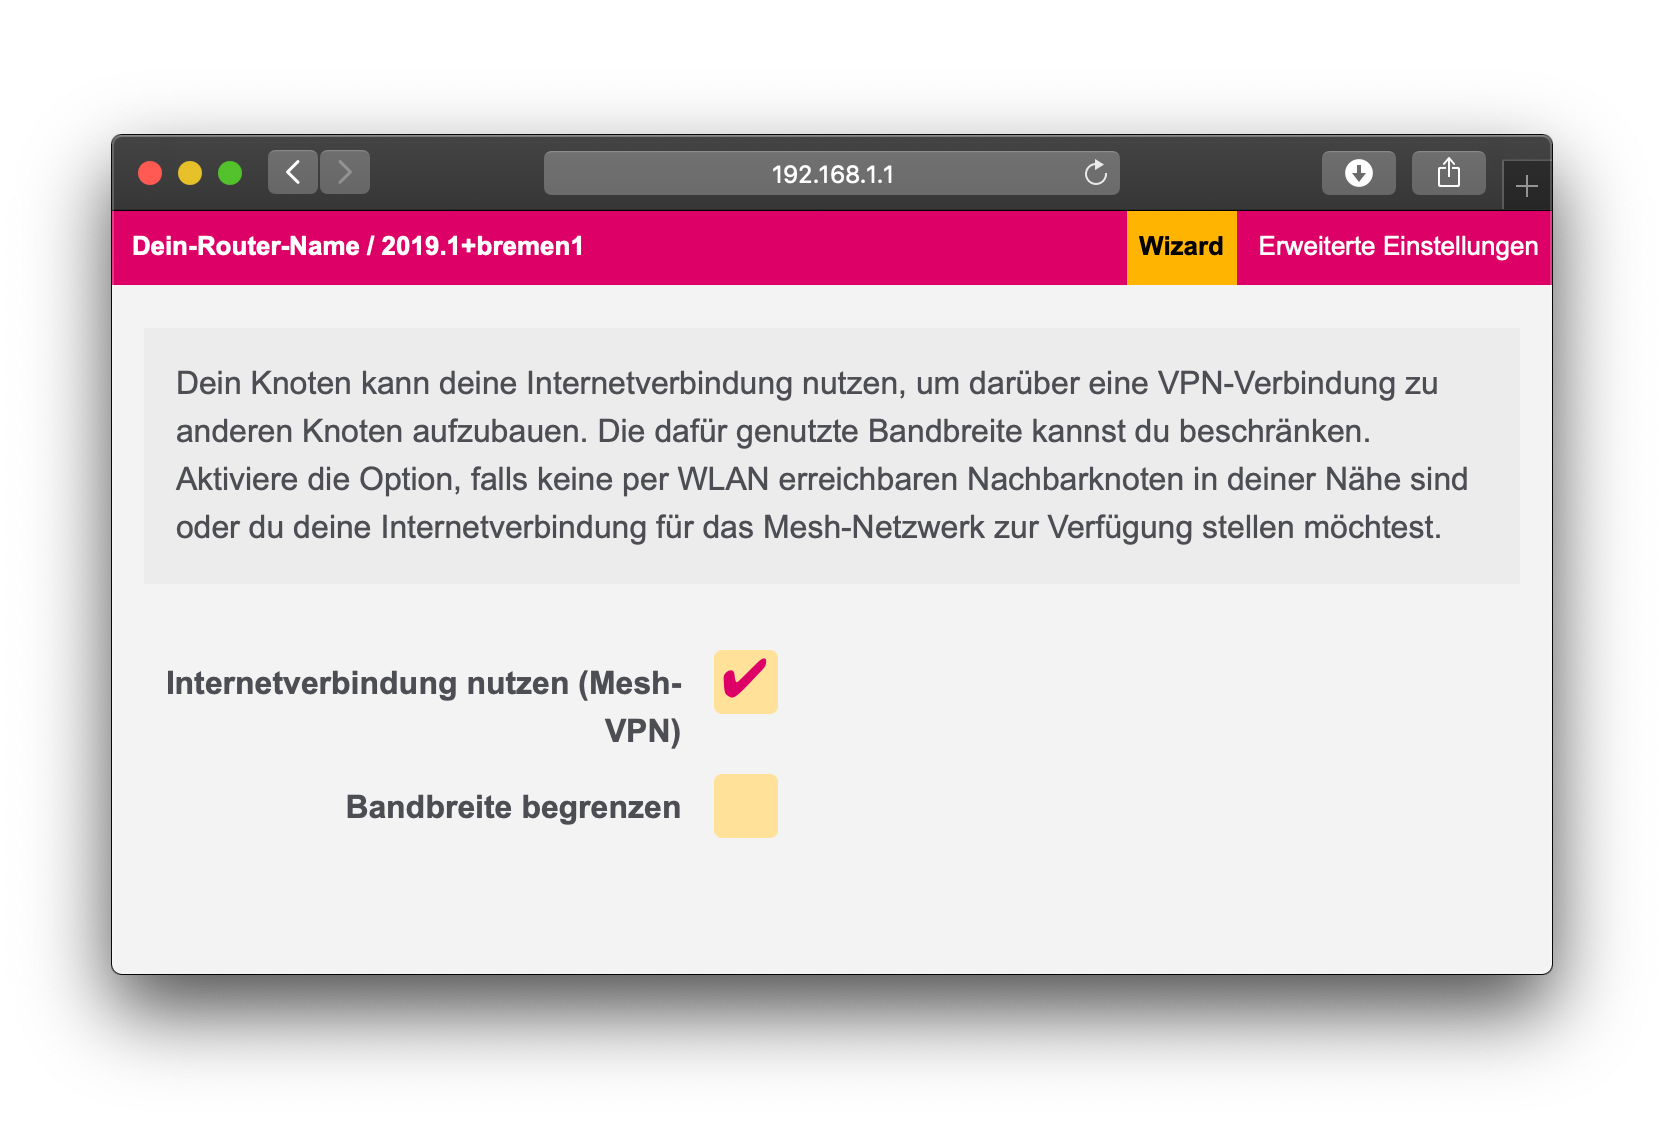 192.168.1.1
Dein-Router-Name / 2019.1+bremen1
Wizard
Erweiterte Einstellungen
Dein Knoten kann deine Internetverbindung nutzen, um darüber eine VPN-Verbindung zu
anderen Knoten aufzubauen. Die dafür genutzte Bandbreite kannst du beschränken.
Aktiviere die Option, falls keine per WLAN erreichbaren Nachbarknoten in deiner Nähe sind
oder du deine Internetverbindung für das Mesh-Netzwerk zur Verfügung stellen möchtest.
Internetverbindung nutzen (Mesh-
VPN)
Bandbreite begrenzen